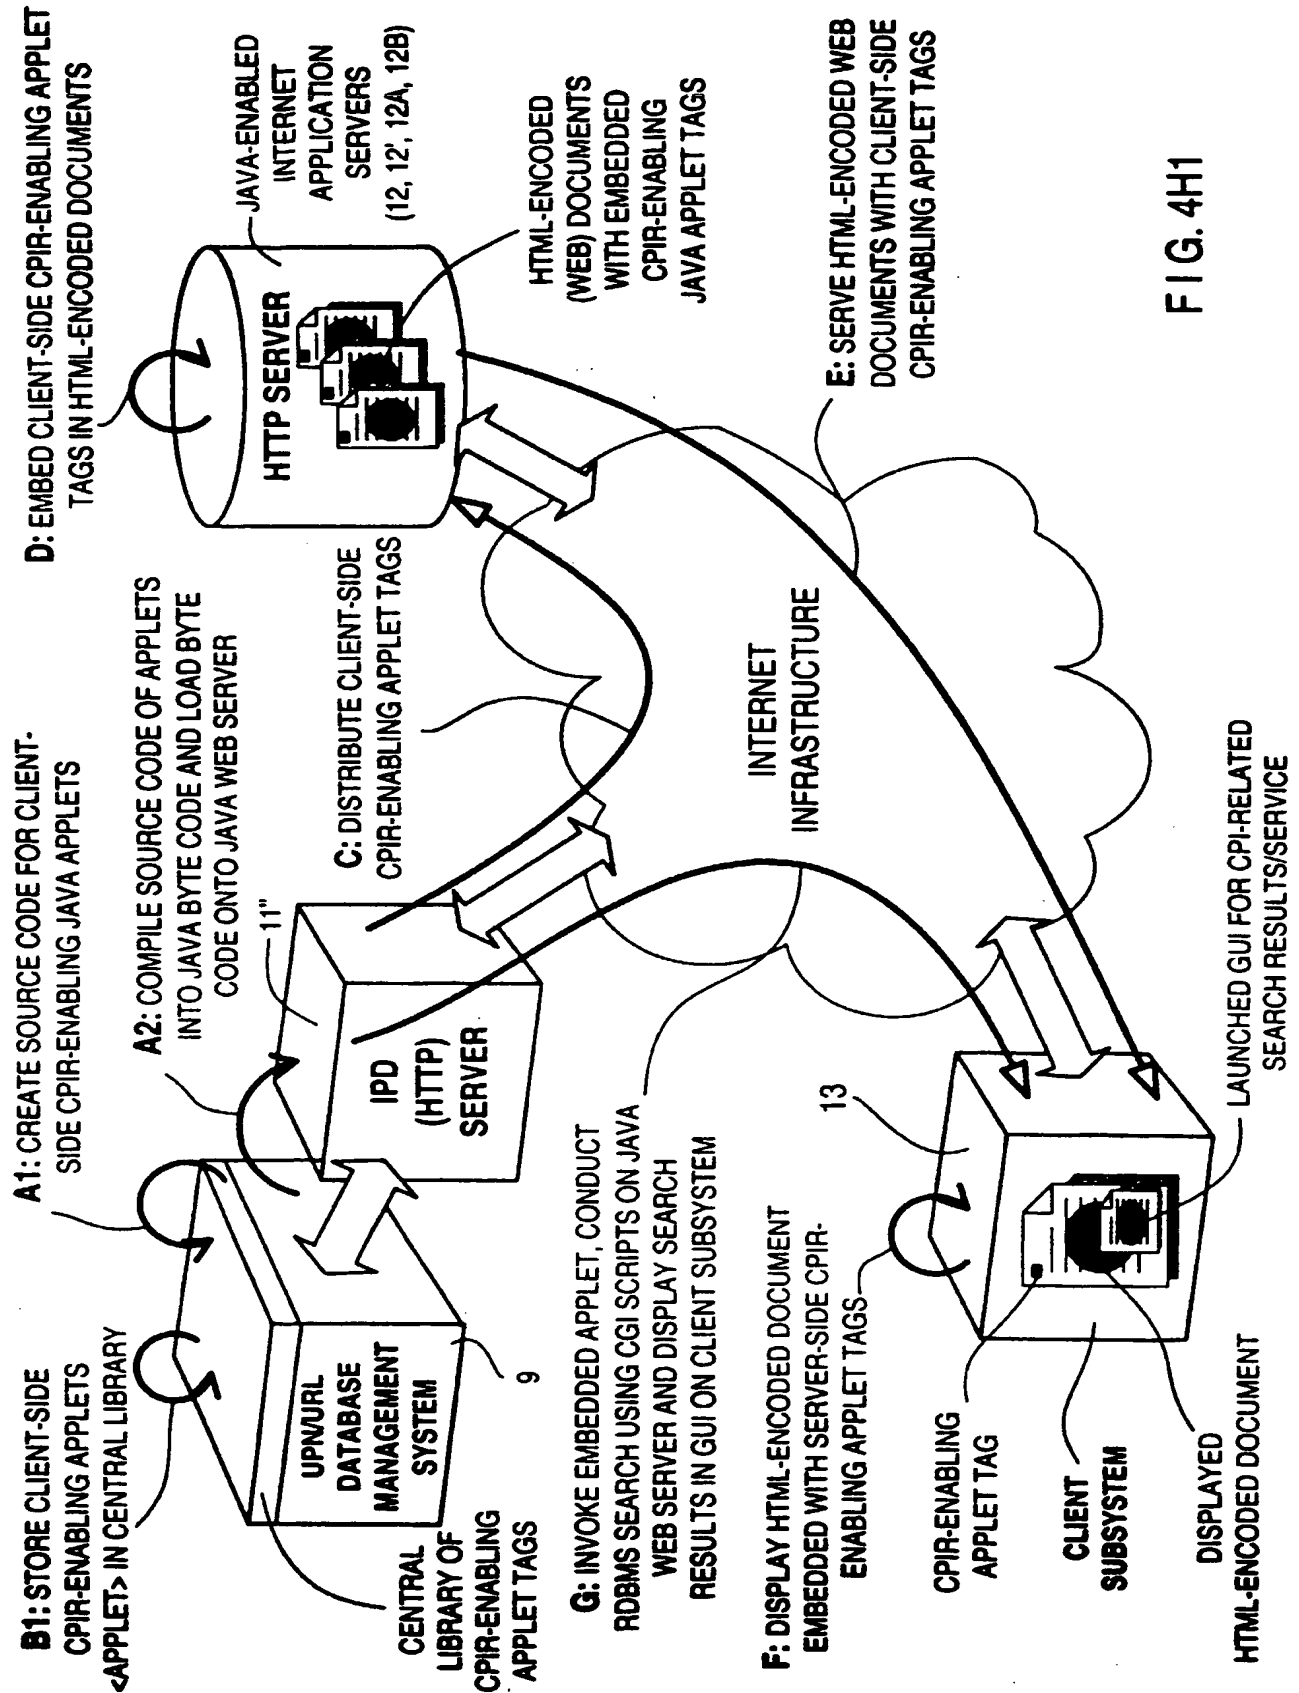 B1: STORE CLIENT-SIDE
CPIR-ENABLING APPLETS
<APPLET> IN CENTRAL LIBRARY
A1: CREATE SOURCE CODE FOR CLIENT-
SIDE CPIR-ENABLING JAVA APPLETS
A2: COMPILE SOURCE CODE OF APPLETS
INTO JAVA BYTE CODE AND LOAD BYTE
CODE ONTO JAVA WEB SERVER
D: EMBED CLIENT-SIDE CPIR-ENABLING APPLET
TAGS IN HTML-ENCODED DOCUMENTS
JAVA-ENABLED
INTERNET
APPLICATION
SERVERS
(12, 12', 12A, 12B)
HTTP SERVER
HTML-ENCODED
(WEB) DOCUMENTS
WITH EMBEDDED
CPIR-ENABLING
JAVA APPLET TAGS
UPN/URL
DATABASE
MANAGEMENT
SYSTEM
9
CENTRAL
LIBRARY OF
CPIR-ENABLING
APPLET TAGS
11"
IPD
(HTTP)
SERVER
C: DISTRIBUTE CLIENT-SIDE
CPIR-ENABLING APPLET TAGS
G: INVOKE EMBEDDED APPLET, CONDUCT
RDBMS SEARCH USING CGI SCRIPTS ON JAVA
WEB SERVER AND DISPLAY SEARCH
RESULTS IN GUI ON CLIENT SUBSYSTEM
INTERNET
INFRASTRUCTURE
E: SERVE HTML-ENCODED WEB
DOCUMENTS WITH CLIENT-SIDE
CPIR-ENABLING APPLET TAGS
F: DISPLAY HTML-ENCODED DOCUMENT
EMBEDDED WITH SERVER-SIDE CPIR-
ENABLING APPLET TAGS
13
CPIR-ENABLING
APPLET TAG
CLIENT
SUBSYSTEM
DISPLAYED
HTML-ENCODED DOCUMENT
LAUNCHED GUI FOR CPI-RELATED
SEARCH RESULTS/SERVICE
FIG. 4H1